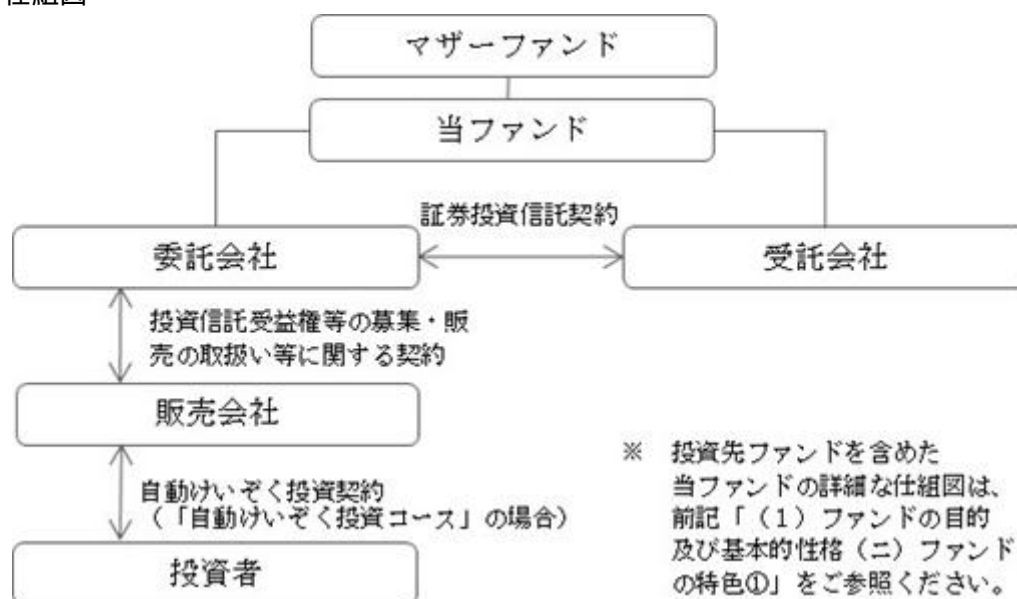 仕組図
マザーファンド
当ファンド
証券投資信託契約
委託会社
受託会社
投資信託受益権等の募集・販
売の取扱い等に関する契約
販売会社
自動けいぞく投資契約
(「自動けいぞく投資コース」の場合)
投資者
※ 投資先ファンドを含めた
当ファンドの詳細な仕組図は、
前記「(1)ファンドの目的
及び基本的性格(ニ)ファンド
の特色①」をご参照ください。